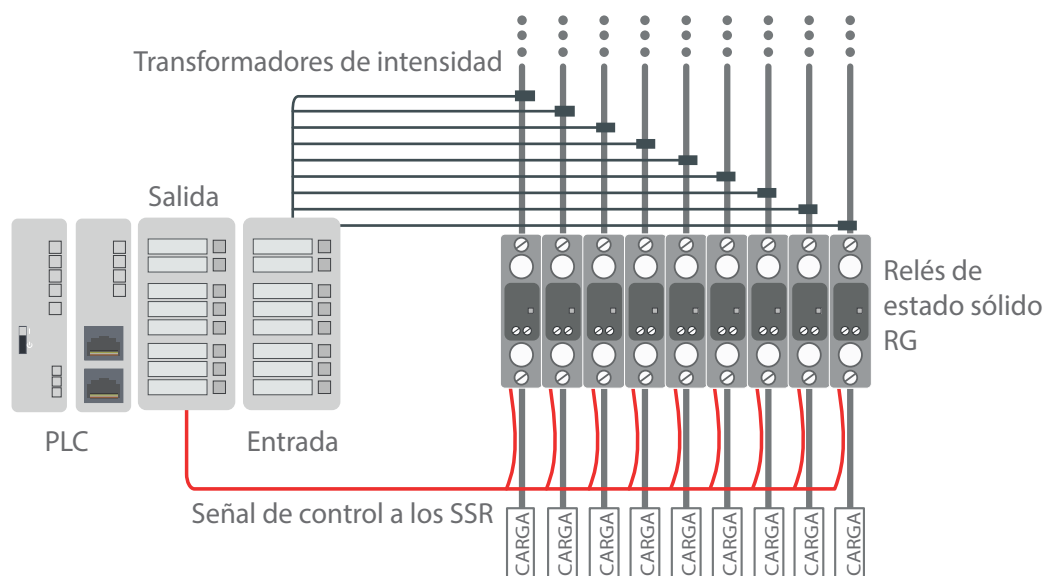 Transformadores de intensidad
Salida
Relés de
estado sólido
RG
PLC
Entrada
Señal de control a los SSR
CARGA
CARGA
CARGA
CARGA
CARGA
CARGA
CARGA
CARGA
CARGA